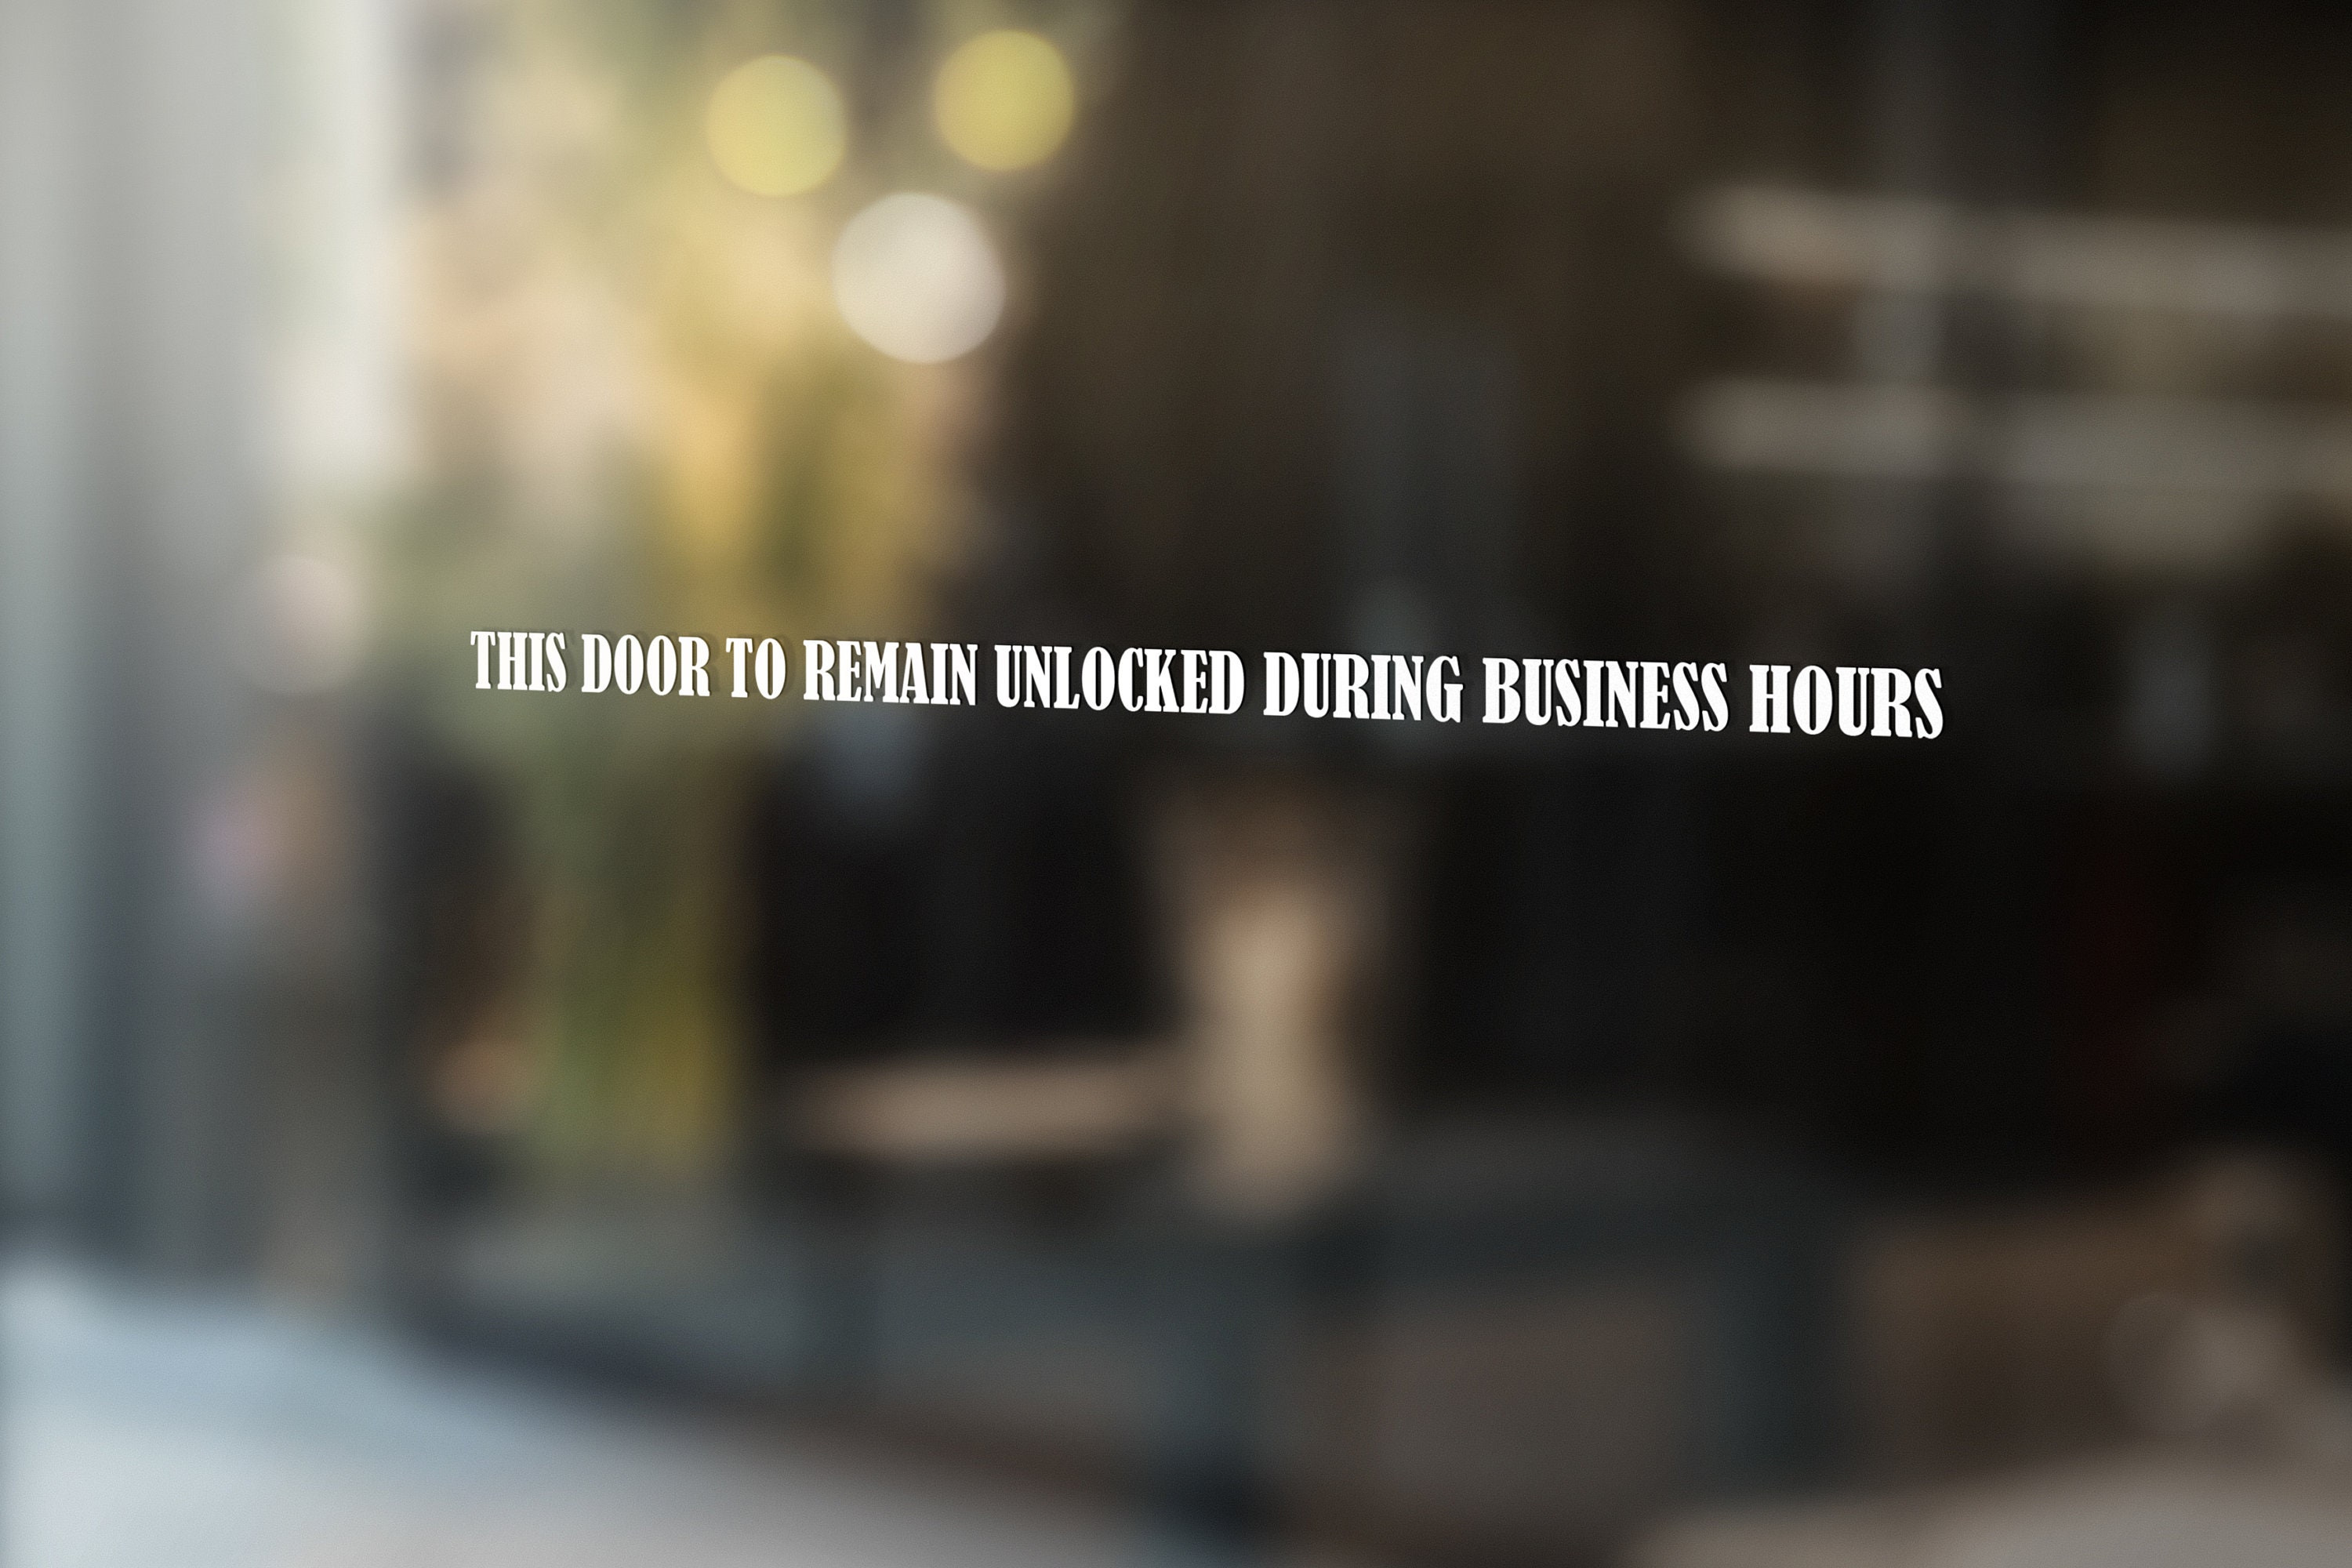 THIS DOOR TO REMAIN UNLOCKED DURING BUSINESS HOURS